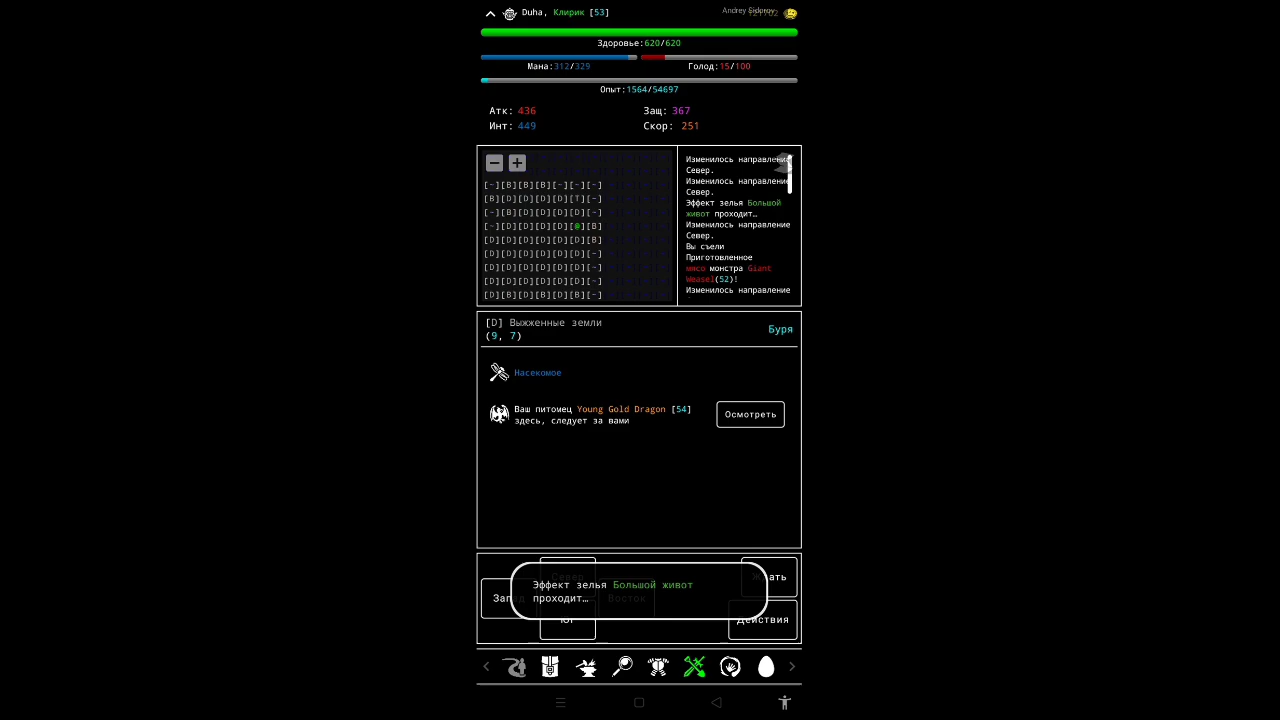 Duha, Клирик [53]
Andrey Sidorov
Здоровье:620/620
Мана:312/329
Голод:15/100
Опыт:1564/54697
Атк: 436
Защ: 367
Инт: 449
Скор: 251
[~][B][B][B][~][~][~]
[B][D][D][D][D][T][~]
[~][B][D][D][D][D][~]
[~][D][D][D][D][@][B]
[D][D][D][D][D][D][B]
[D][D][D][D][D][D][~]
[D][D][D][D][D][D][~]
[D][D][D][D][D][D][~]
[D][B][D][B][D][B][~]
Изменилось направление
Север.
Изменилось направление
Север.
Эффект зелья Большой
живот проходит…
Изменилось направление
Север.
Вы съели
Приготовленное
мясо монстра Giant
Weasel(52)!
Изменилось направление
[D] Выжженные земли
(9, 7)
Буря
Насекомое
Ваш питомец Young Gold Dragon [54]
здесь, следует за вами
Осмотреть
Эффект зелья Большой живот
проходит…
Восток
Юг
Действия